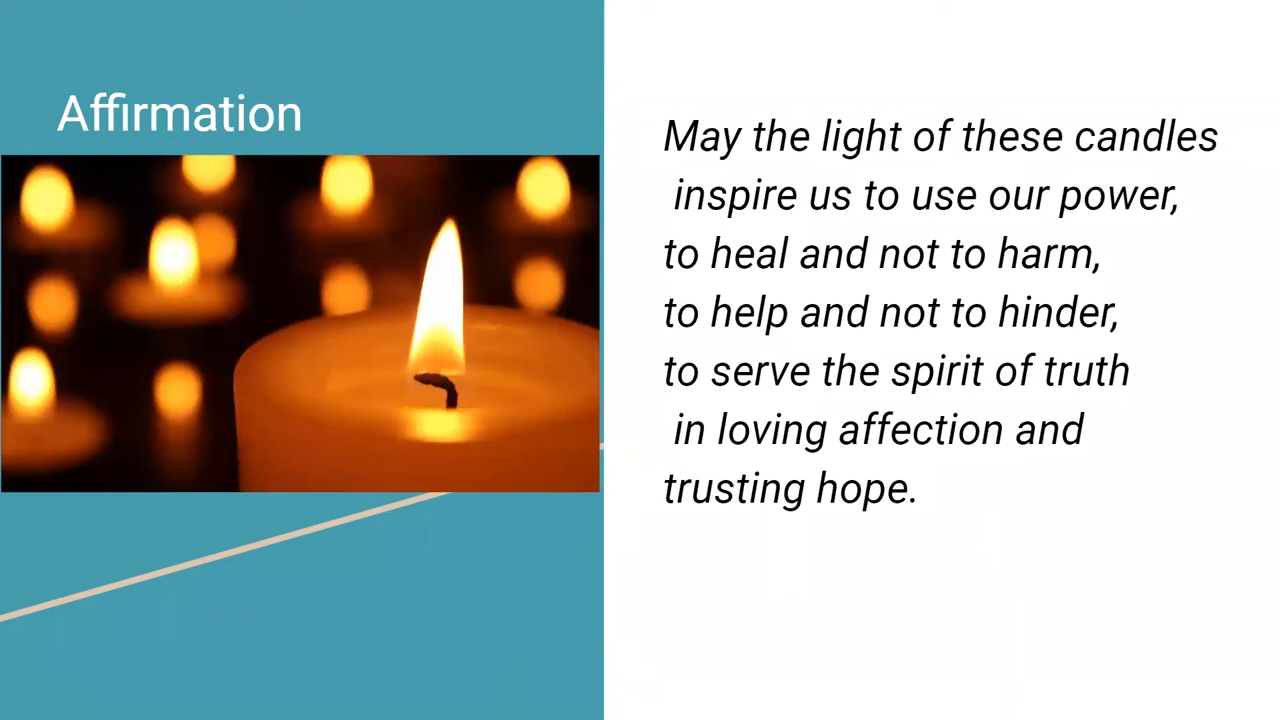 Affirmation
May the light of these candles
inspire us to use our power,
to heal and not to harm,
to help and not to hinder,
to serve the spirit of truth
in loving affection and
trusting hope.